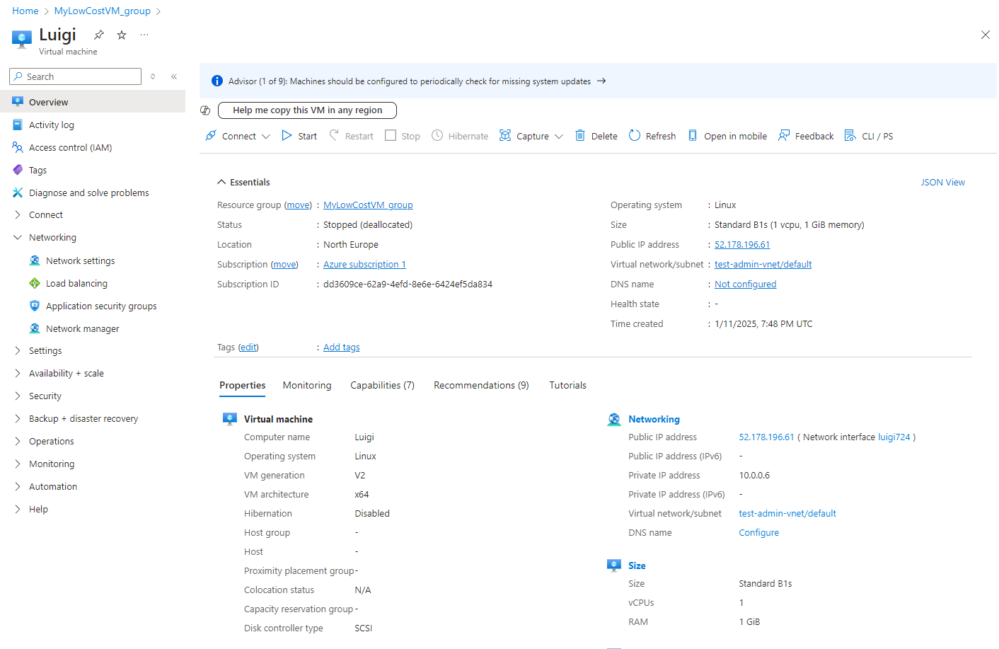 Home > MyLowCostVM_group >
Luigi
Virtual machine
Search
Overview
Activity log
Access control (IAM)
Tags
Diagnose and solve problems
Connect
Networking
Network settings
Load balancing
Application security groups
Network manager
Settings
Availability + scale
Security
Backup + disaster recovery
Operations
Monitoring
Automation
Help
Advisor (1 of 9): Machines should be configured to periodically check for missing system updates →
Help me copy this VM in any region
Connect Start Restart Stop Hibernate Capture Delete Refresh Open in mobile Feedback CLI / PS
Essentials JSON View
Resource group (move) : MyLowCostVM_group
Status : Stopped (deallocated)
Location : North Europe
Subscription (move) : Azure subscription 1
Subscription ID : dd3609ce-62a9-4efd-8e6e-6424ef5da834
Operating system : Linux
Size : Standard B1s (1 vcpu, 1 GiB memory)
Public IP address : 52.178.196.61
Virtual network/subnet : test-admin-vnet/default
DNS name : Not configured
Health state : -
Time created : 1/11/2025, 7:48 PM UTC
Tags (edit) : Add tags
Properties Monitoring Capabilities (7) Recommendations (9) Tutorials
Virtual machine
Computer name Luigi
Operating system Linux
VM generation V2
VM architecture x64
Hibernation Disabled
Host group -
Host -
Proximity placement group -
Colocation status N/A
Capacity reservation group -
Disk controller type SCSI
Networking
Public IP address 52.178.196.61 ( Network interface luigi724 )
Public IP address (IPv6) -
Private IP address 10.0.0.6
Private IP address (IPv6) -
Virtual network/subnet test-admin-vnet/default
DNS name Configure
Size
Size Standard B1s
vCPUs 1
RAM 1 GiB